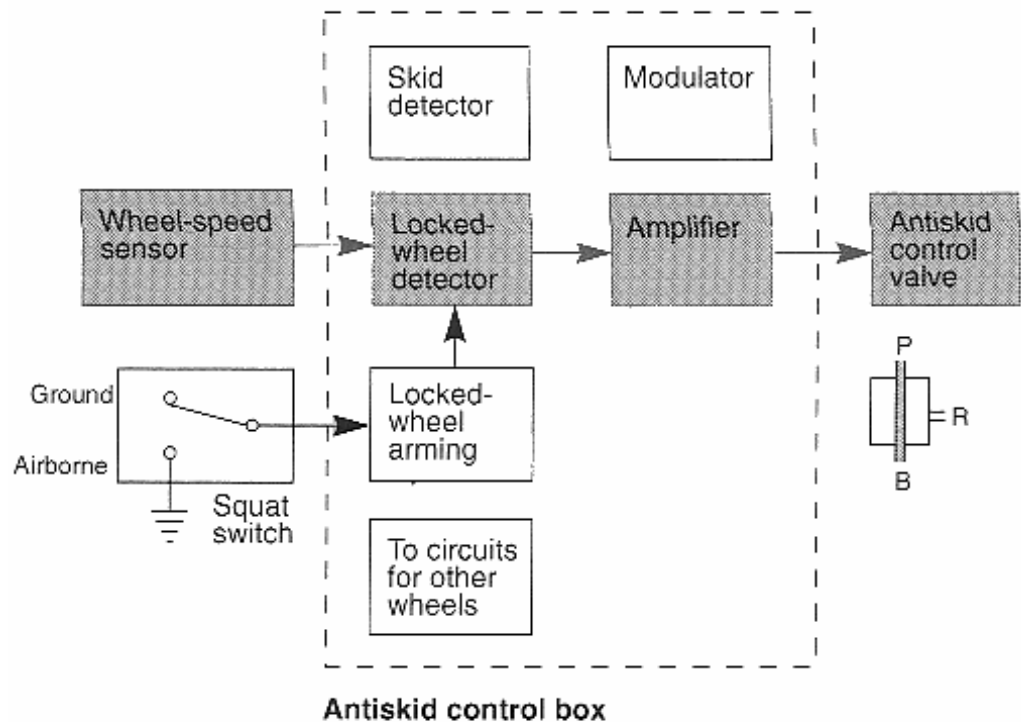 Skid
detector
Modulator
Wheel-speed
sensor
Locked-
wheel
detector
Amplifier
Antiskid
control
valve
Ground
Airborne
Squat
switch
Locked-
wheel
arming
P
R
B
To circuits
for other
wheels
Antiskid control box